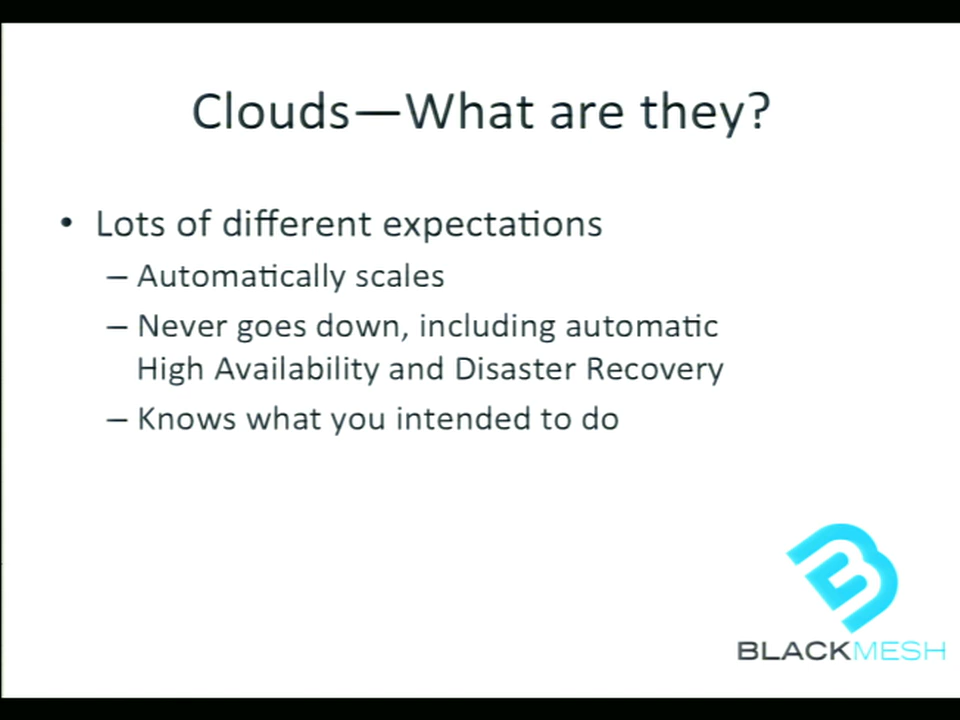 Clouds—What are they?
• Lots of different expectations
– Automatically scales
– Never goes down, including automatic
High Availability and Disaster Recovery
– Knows what you intended to do
BLACKMESH